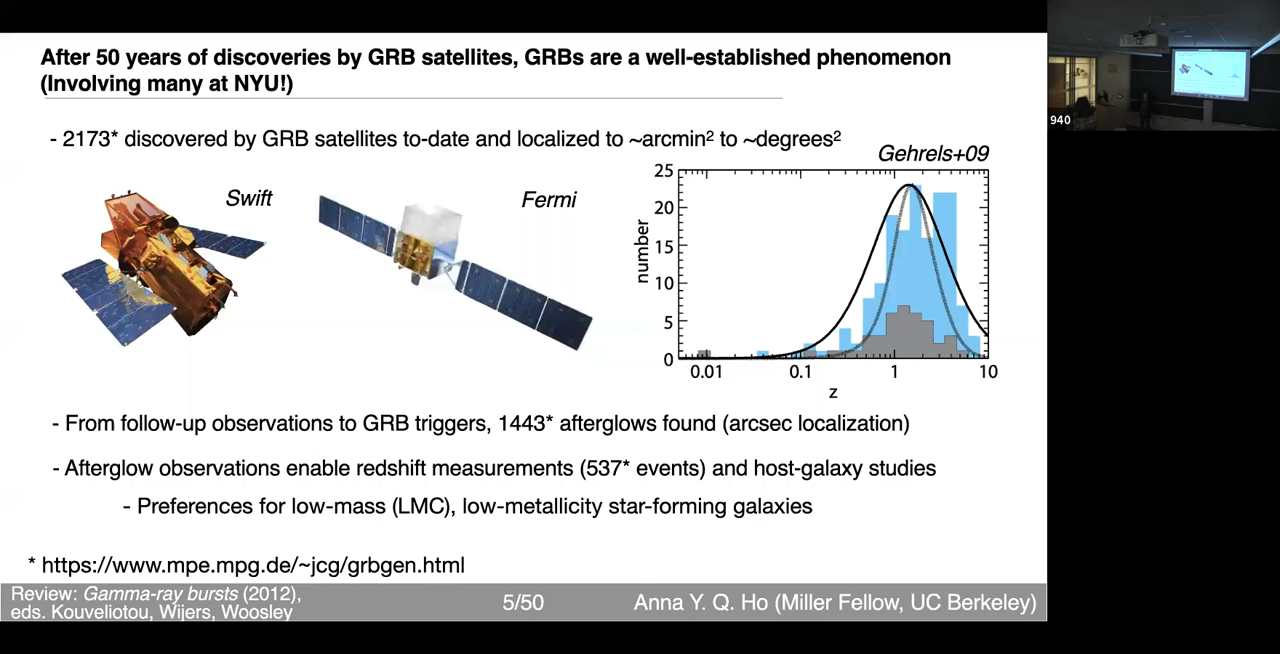 After 50 years of discoveries by GRB satellites, GRBs are a well-established phenomenon
(Involving many at NYU!)
- 2173* discovered by GRB satellites to-date and localized to ~arcmin² to ~degrees²
Swift
Fermi
Gehrels+09
25
20
15
10
5
0
number
0.01
0.1
1
10
z
- From follow-up observations to GRB triggers, 1443* afterglows found (arcsec localization)
- Afterglow observations enable redshift measurements (537* events) and host-galaxy studies
- Preferences for low-mass (LMC), low-metallicity star-forming galaxies
* https://www.mpe.mpg.de/~jcg/grbgen.html
Review: Gamma-ray bursts (2012),
eds. Kouveliotou, Wijers, Woosley
5/50
Anna Y. Q. Ho (Miller Fellow, UC Berkeley)
940